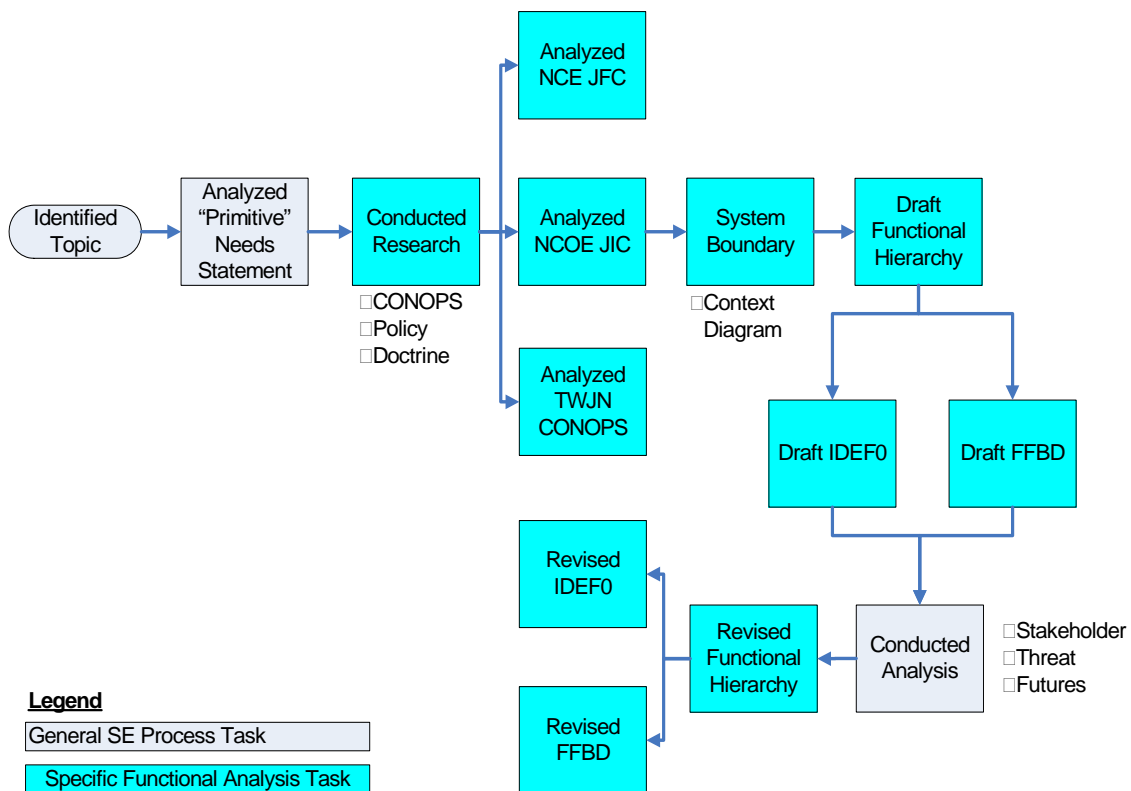 Analyzed
NCE JFC
Identified
Topic
Analyzed
“Primitive”
Needs
Statement
Conducted
Research
□CONOPS
□Policy
□Doctrine
Analyzed
NCOE JIC
System
Boundary
□Context
Diagram
Draft
Functional
Hierarchy
Analyzed
TWJN
CONOPS
Draft IDEF0
Draft FFBD
Revised
IDEF0
Revised
Functional
Hierarchy
Conducted
Analysis
□Stakeholder
□Threat
□Futures
Revised
FFBD
Legend
General SE Process Task
Specific Functional Analysis Task